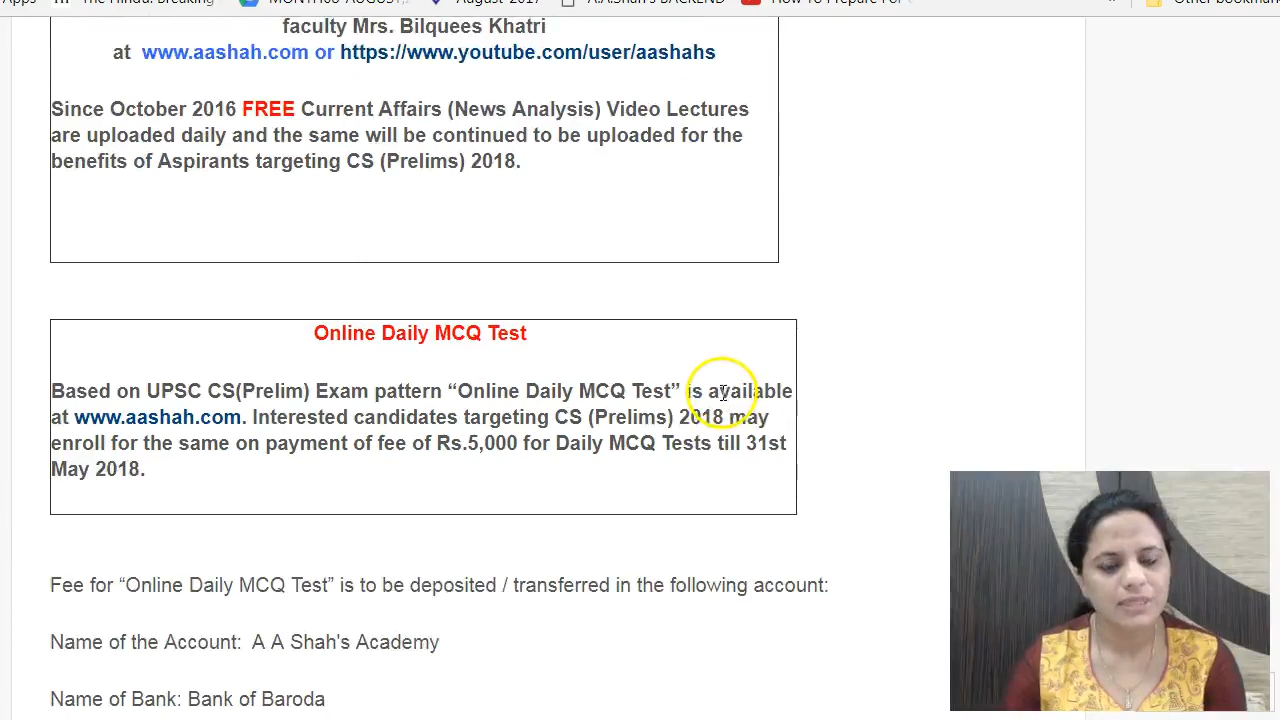 faculty Mrs. Bilquees Khatri
at www.aashah.com or https://www.youtube.com/user/aashahs
Since October 2016 FREE Current Affairs (News Analysis) Video Lectures
are uploaded daily and the same will be continued to be uploaded for the
benefits of Aspirants targeting CS (Prelims) 2018.
Online Daily MCQ Test
Based on UPSC CS(Prelim) Exam pattern “Online Daily MCQ Test” is available
at www.aashah.com. Interested candidates targeting CS (Prelims) 2018 may
enroll for the same on payment of fee of Rs.5,000 for Daily MCQ Tests till 31st
May 2018.
Fee for “Online Daily MCQ Test” is to be deposited / transferred in the following account:
Name of the Account: A A Shah's Academy
Name of Bank: Bank of Baroda